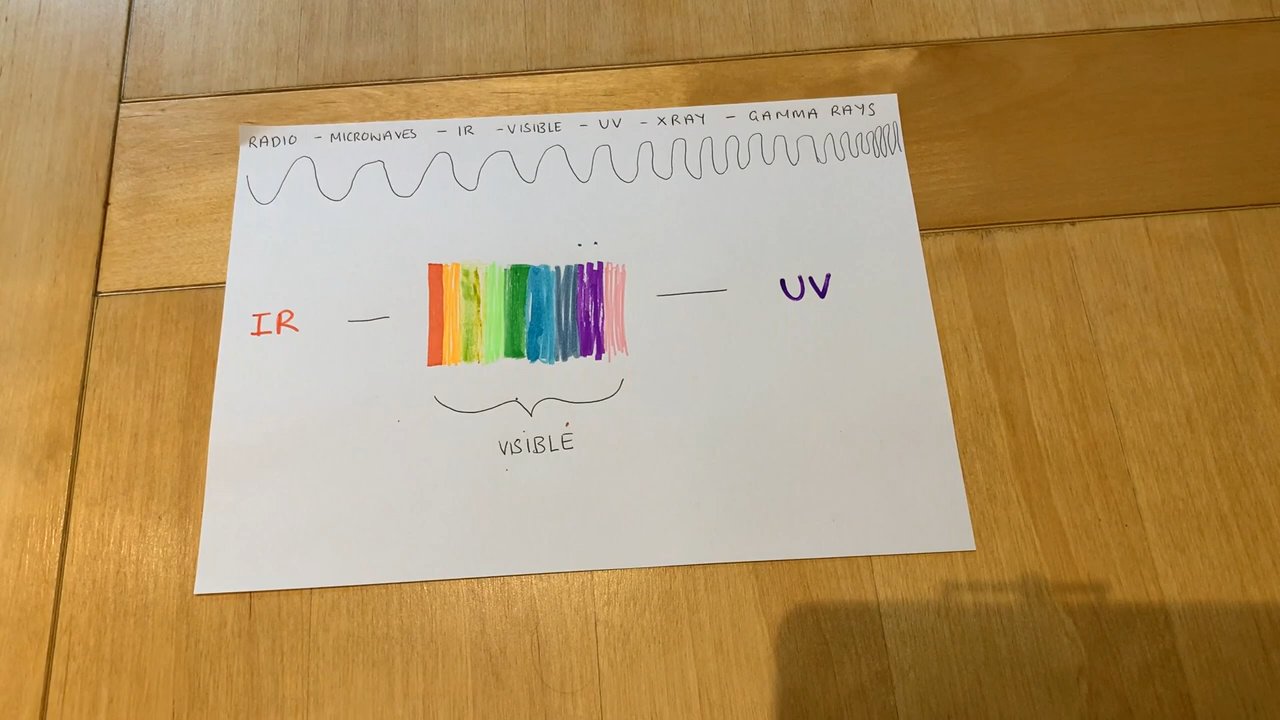 RADIO - MICROWAVES - IR - VISIBLE - UV - XRAY - GAMMA RAYS
IR — — UV
VISIBLE